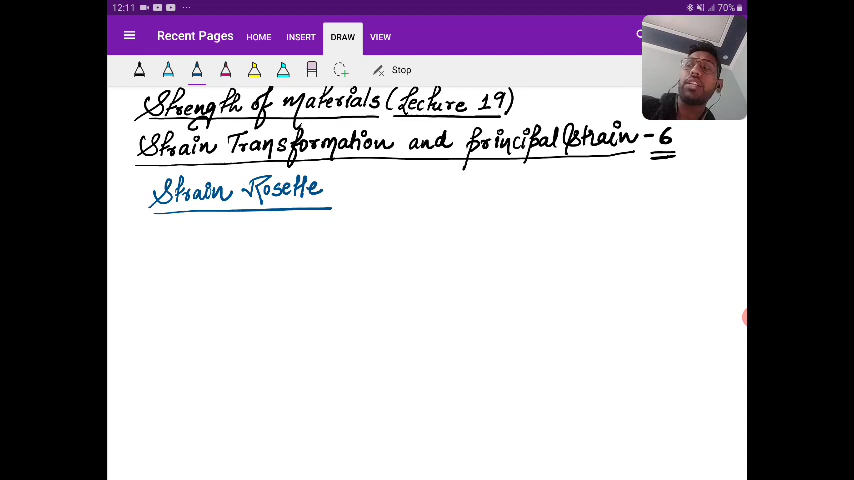 12:11 ... 70%
Recent Pages HOME INSERT DRAW VIEW
Stop
Strength of materials (Lecture 19)
Strain Transformation and principal strain - 6
Strain Rosette